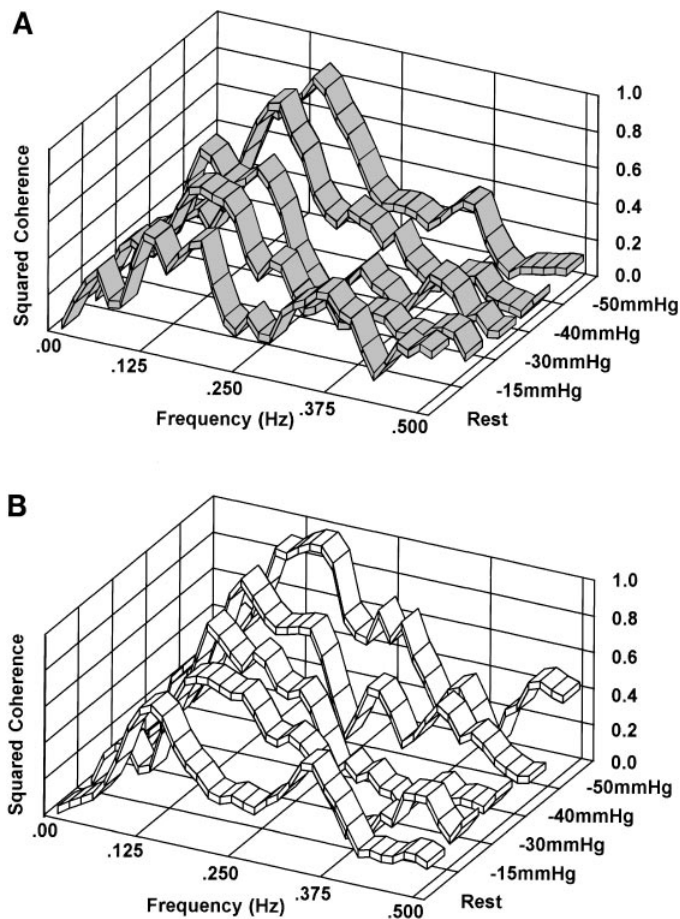 A
Squared Coherence
1.0
0.8
0.6
0.4
0.2
0.0
-50mmHg
-40mmHg
-30mmHg
-15mmHg
Rest
.00
.125
.250
.375
.500
Frequency (Hz)
B
Squared Coherence
1.0
0.8
0.6
0.4
0.2
0.0
-50mmHg
-40mmHg
-30mmHg
-15mmHg
Rest
.00
.125
.250
.375
.500
Frequency (Hz)